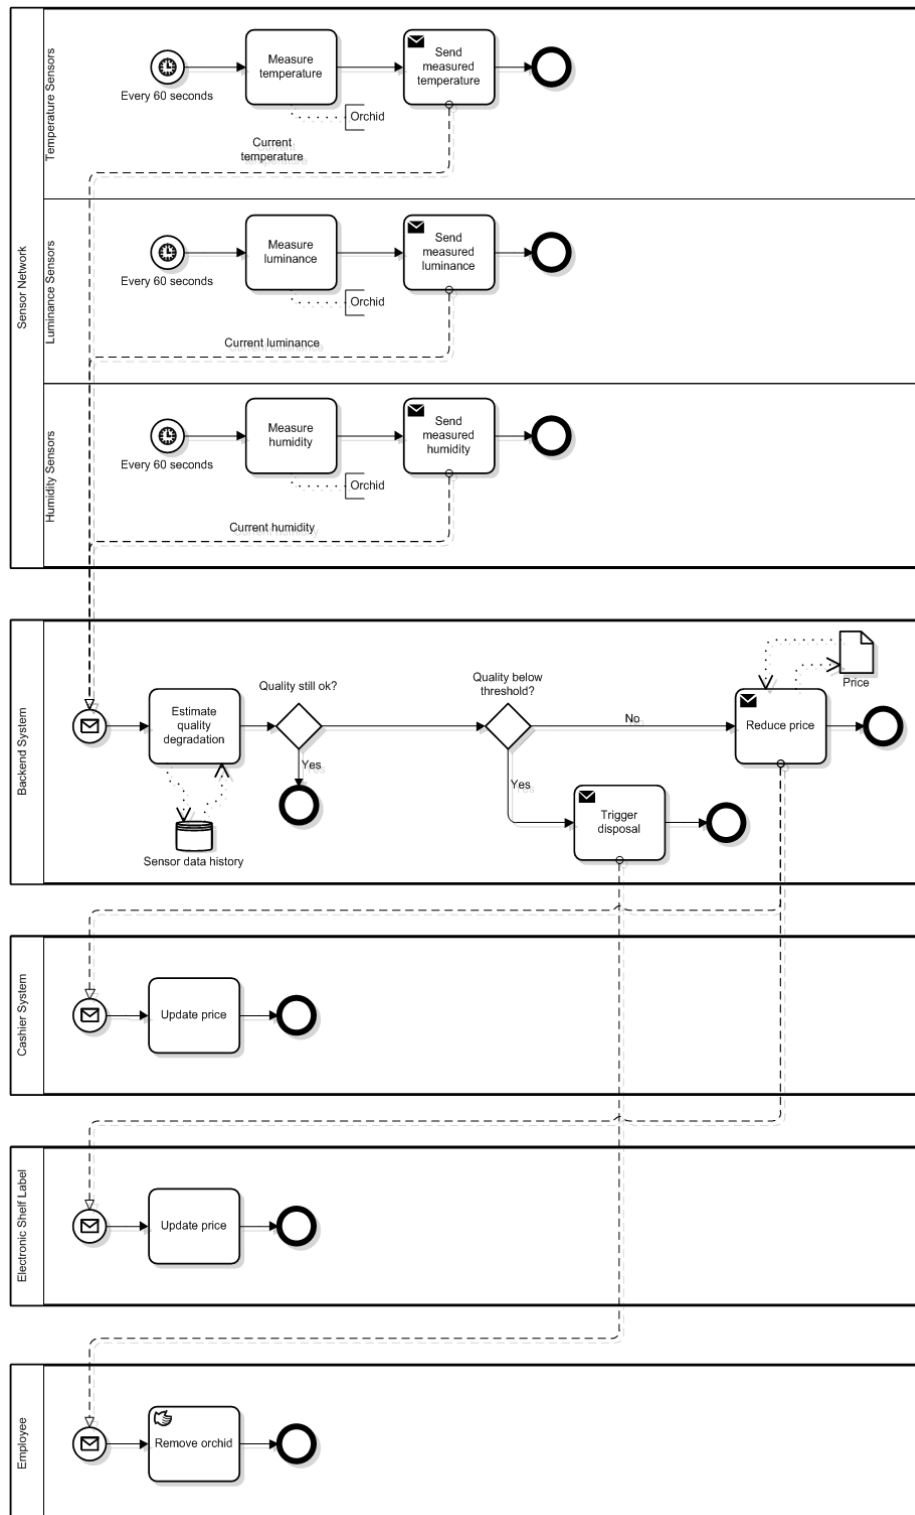 Sensor Network
Temperature Sensors
Every 60 seconds
Measure
temperature
Send
measured
temperature
Orchid
Current
temperature
Luminance Sensors
Every 60 seconds
Measure
luminance
Send
measured
luminance
Orchid
Current luminance
Humidity Sensors
Every 60 seconds
Measure
humidity
Send
measured
humidity
Orchid
Current humidity
Backend System
Estimate
quality
degradation
Sensor data history
Quality still ok?
Yes
Quality below
threshold?
No
Yes
Trigger
disposal
Reduce price
Price
Cashier System
Update price
Electronic Shelf Label
Update price
Employee
Remove orchid